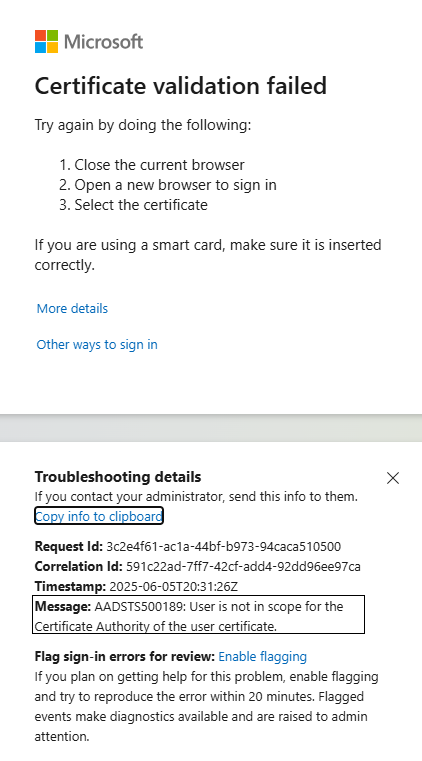 Microsoft
Certificate validation failed
Try again by doing the following:
1. Close the current browser
2. Open a new browser to sign in
3. Select the certificate
If you are using a smart card, make sure it is inserted
correctly.
More details
Other ways to sign in
Troubleshooting details
If you contact your administrator, send this info to them.
Copy info to clipboard
Request Id: 3c2e4f61-ac1a-44bf-b973-94caca510500
Correlation Id: 591c22ad-7ff7-42cf-add4-92dd96ee97ca
Timestamp: 2025-06-05T20:31:26Z
Message: AADSTS500189: User is not in scope for the
Certificate Authority of the user certificate.
Flag sign-in errors for review: Enable flagging
If you plan on getting help for this problem, enable flagging
and try to reproduce the error within 20 minutes. Flagged
events make diagnostics available and are raised to admin
attention.